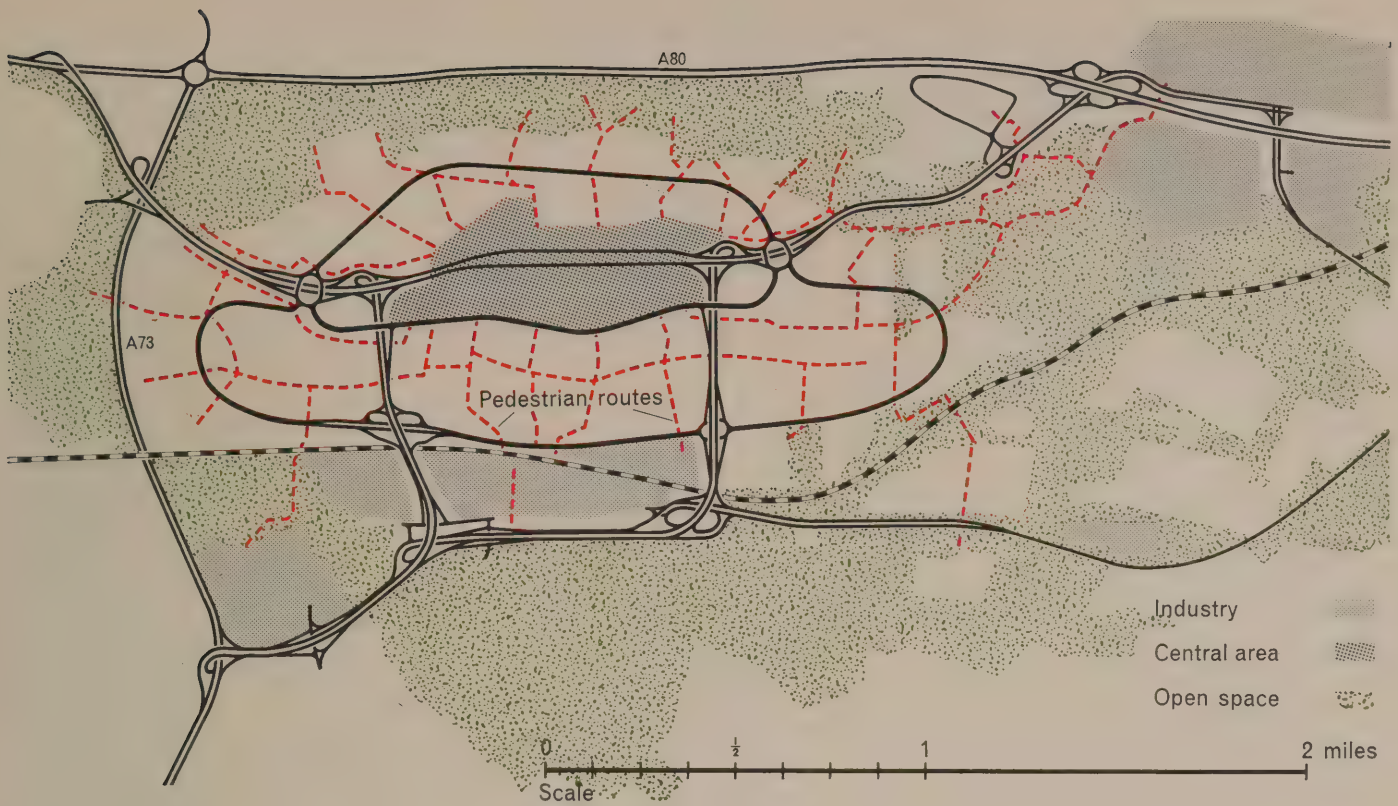 A80
A73
Pedestrian routes
Industry
Central area
Open space
0 ½ 1 2 miles
Scale